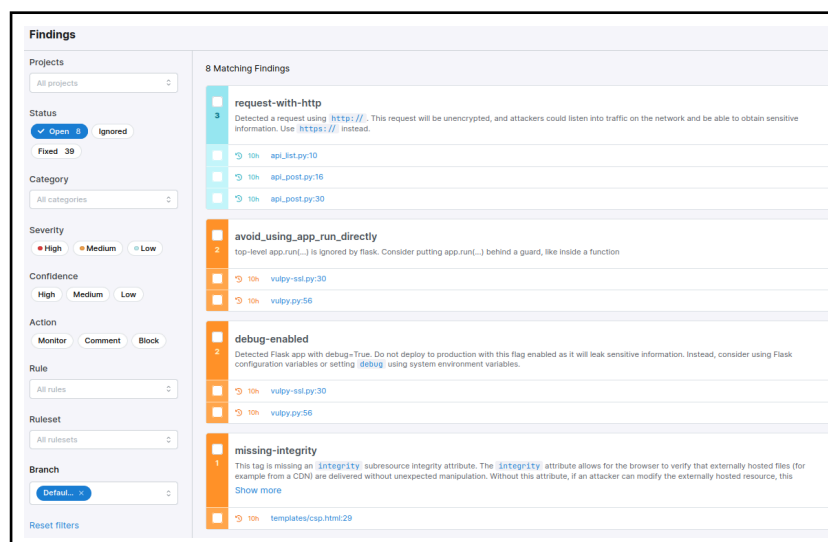 Findings
Projects
All projects
Status
Open 8
Ignored
Fixed 39
Category
All categories
Severity
High
Medium
Low
Confidence
High
Medium
Low
Action
Monitor
Comment
Block
Rule
All rules
Ruleset
All rulesets
Branch
Defaul... ×
Reset filters
8 Matching Findings
3
request-with-http
Detected a request using http://. This request will be unencrypted, and attackers could listen into traffic on the network and be able to obtain sensitive
information. Use https:// instead.
10h api_list.py:10
10h api_post.py:16
10h api_post.py:30
2
avoid_using_app_run_directly
top-level app.run(...) is ignored by flask. Consider putting app.run(...) behind a guard, like inside a function
10h vulpy-ssl.py:30
10h vulpy.py:56
2
debug-enabled
Detected Flask app with debug=True. Do not deploy to production with this flag enabled as it will leak sensitive information. Instead, consider using Flask
configuration variables or setting debug using system environment variables.
10h vulpy-ssl.py:30
10h vulpy.py:56
1
missing-integrity
This tag is missing an integrity subresource integrity attribute. The integrity attribute allows for the browser to verify that externally hosted files (for
example from a CDN) are delivered without unexpected manipulation. Without this attribute, if an attacker can modify the externally hosted resource, this
Show more
10h templates/csp.html:29